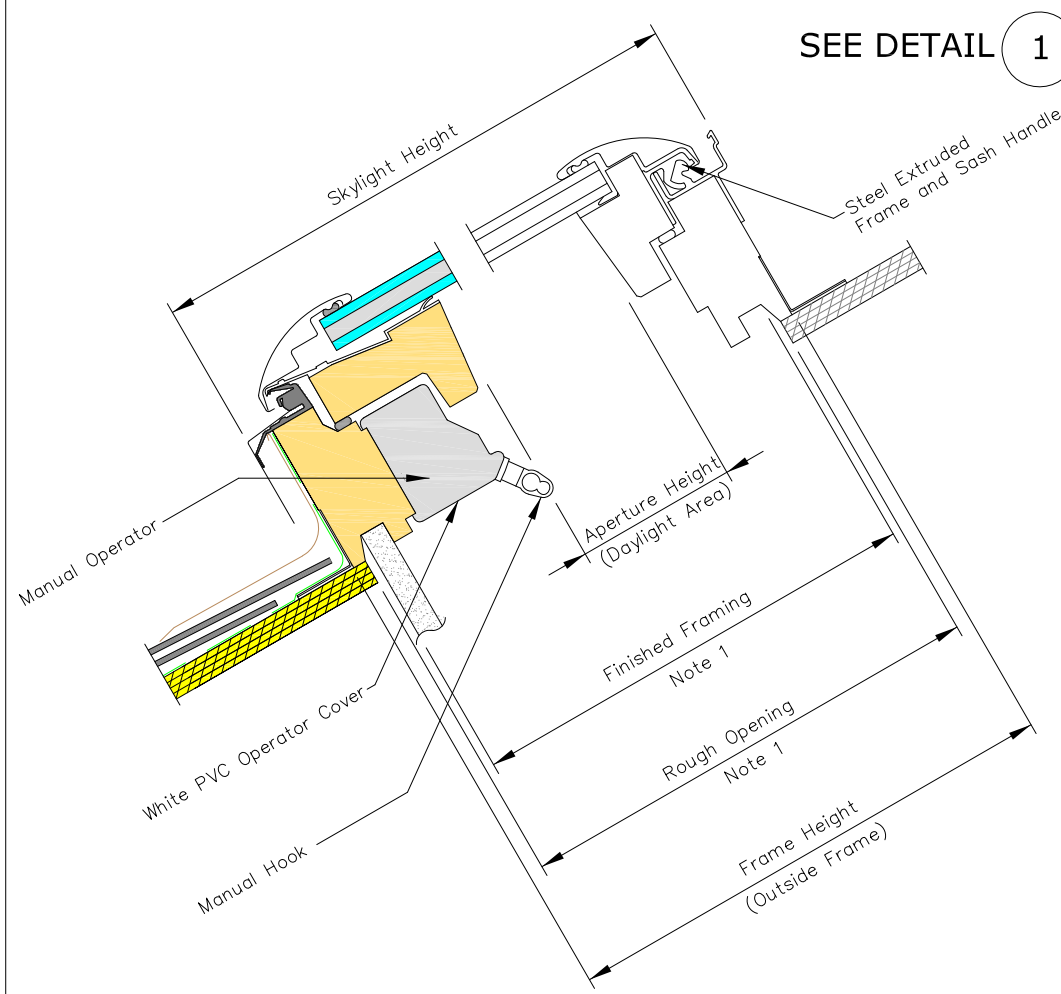 SEE DETAIL 1
Skylight Height
Steel Extruded
Frame and Sash Handle
Manual Operator
Aperture Height
(Daylight Area)
Finished Framing
Note 1
White PVC Operator Cover
Rough Opening
Note 1
Manual Hook
Frame Height
(Outside Frame)